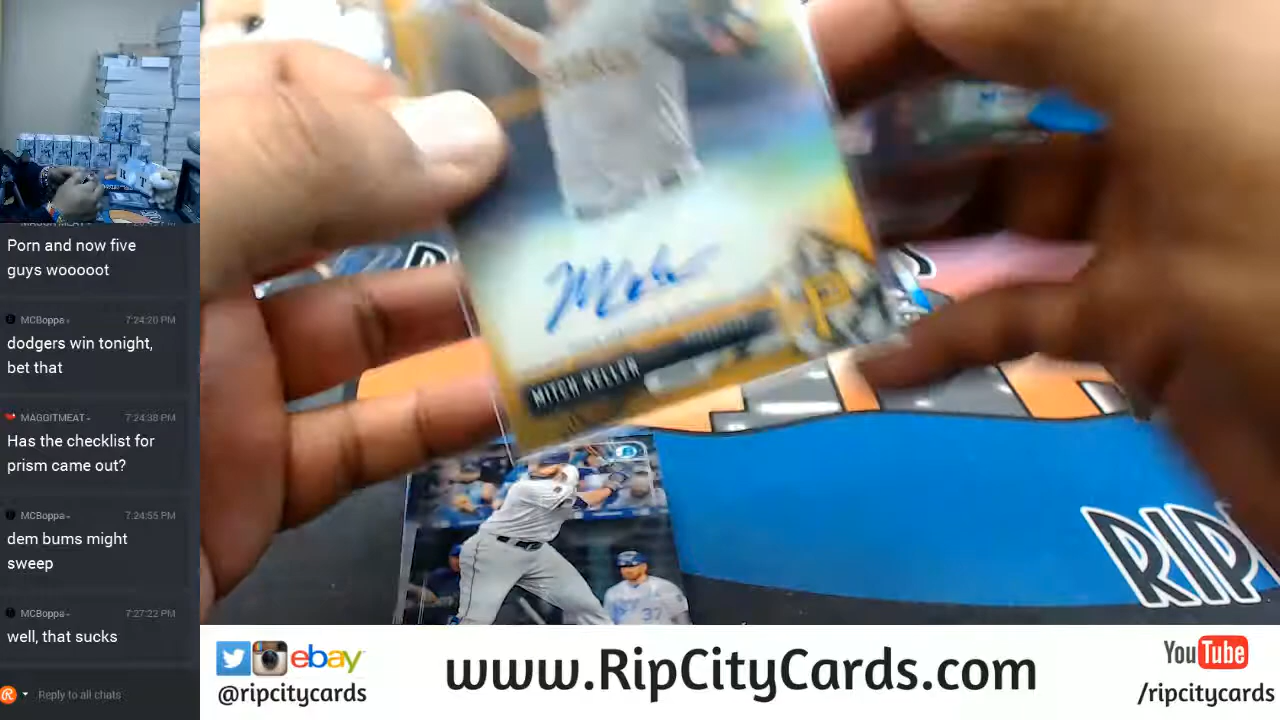 Porn and now five
guys wooooot
MCBoppa- 7:24:20 PM
dodgers win tonight,
bet that
MAGGITMEAT- 7:24:38 PM
Has the checklist for
prism came out?
MCBoppa- 7:24:55 PM
dem bums might
sweep
MCBoppa- 7:27:22 PM
well, that sucks
Reply to all chats
MITCH KELLER
P
37
RIP
ebay
@ripcitycards
www.RipCityCards.com
YouTube
/ripcitycards